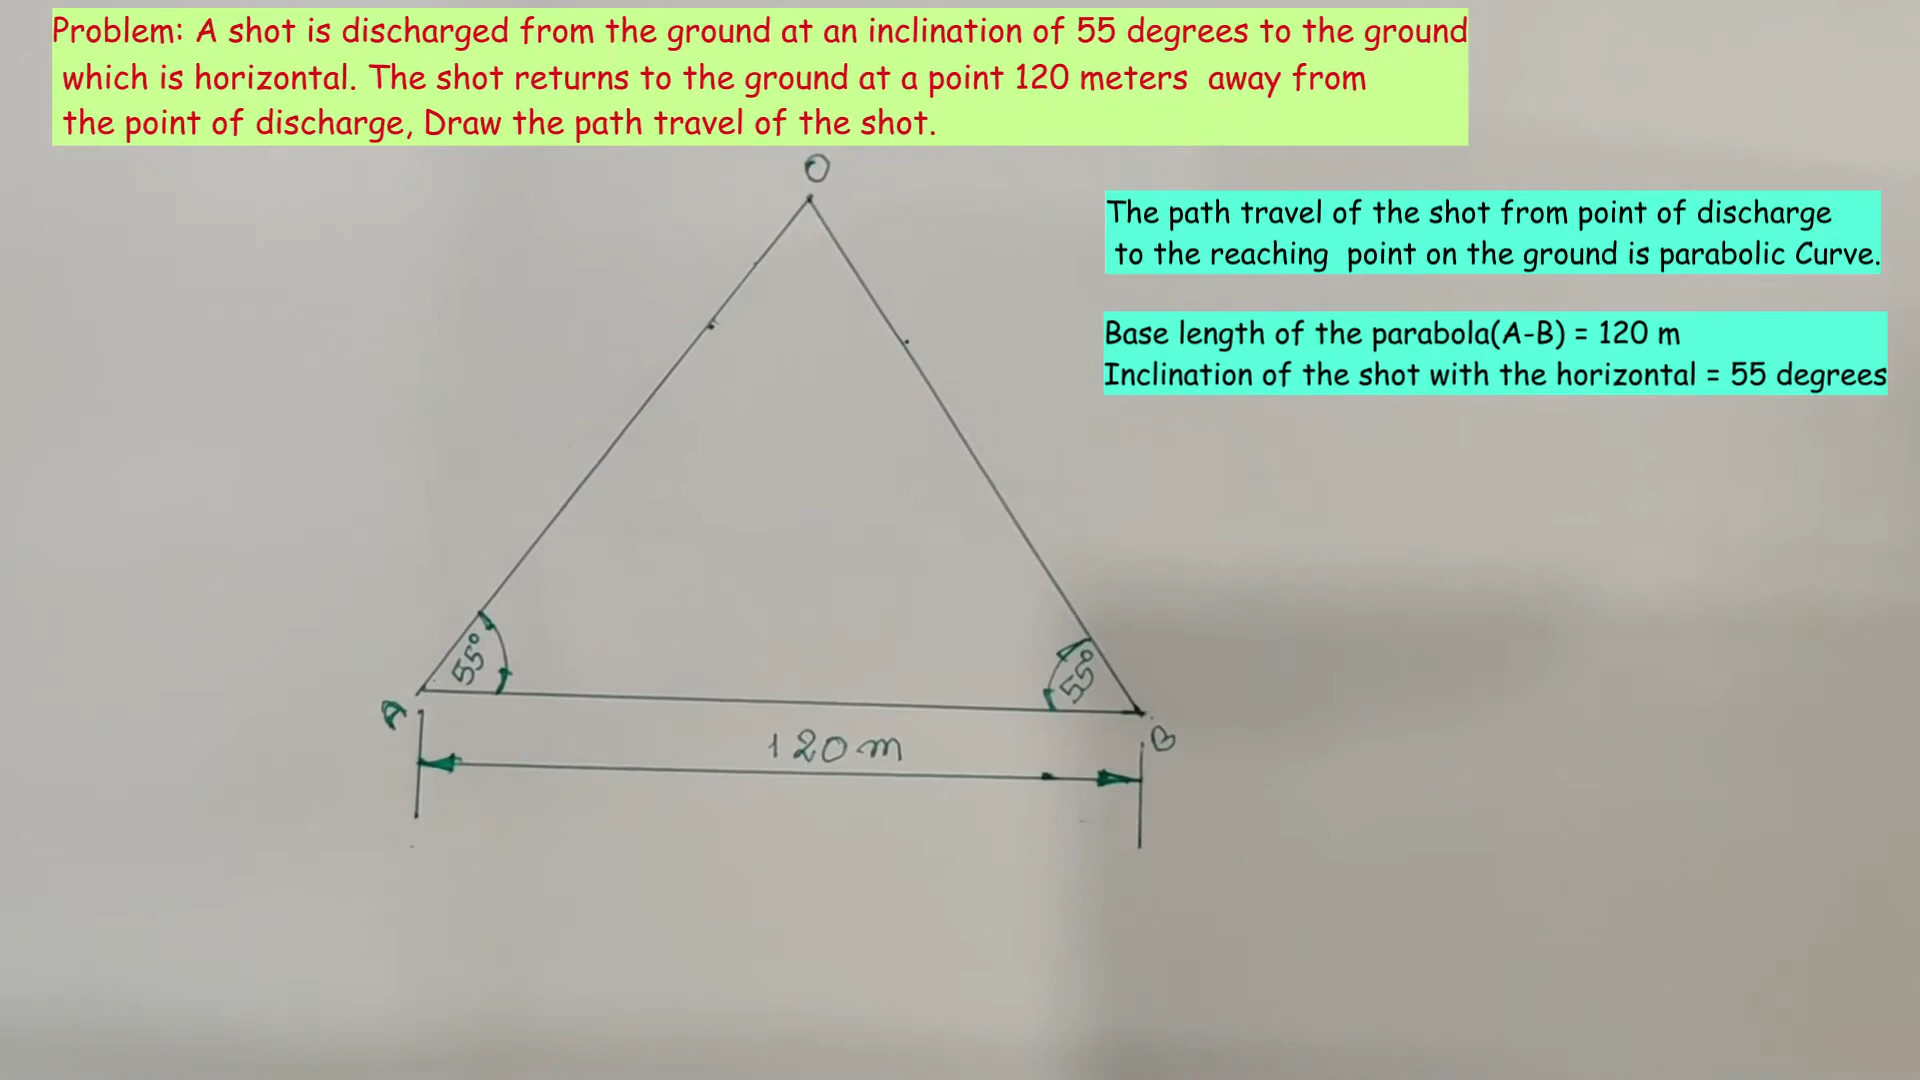 Problem: A shot is discharged from the ground at an inclination of 55 degrees to the ground
which is horizontal. The shot returns to the ground at a point 120 meters away from
the point of discharge, Draw the path travel of the shot.
O
The path travel of the shot from point of discharge
to the reaching point on the ground is parabolic Curve.
Base length of the parabola(A-B) = 120 m
Inclination of the shot with the horizontal = 55 degrees
55°
55°
A
B
120m